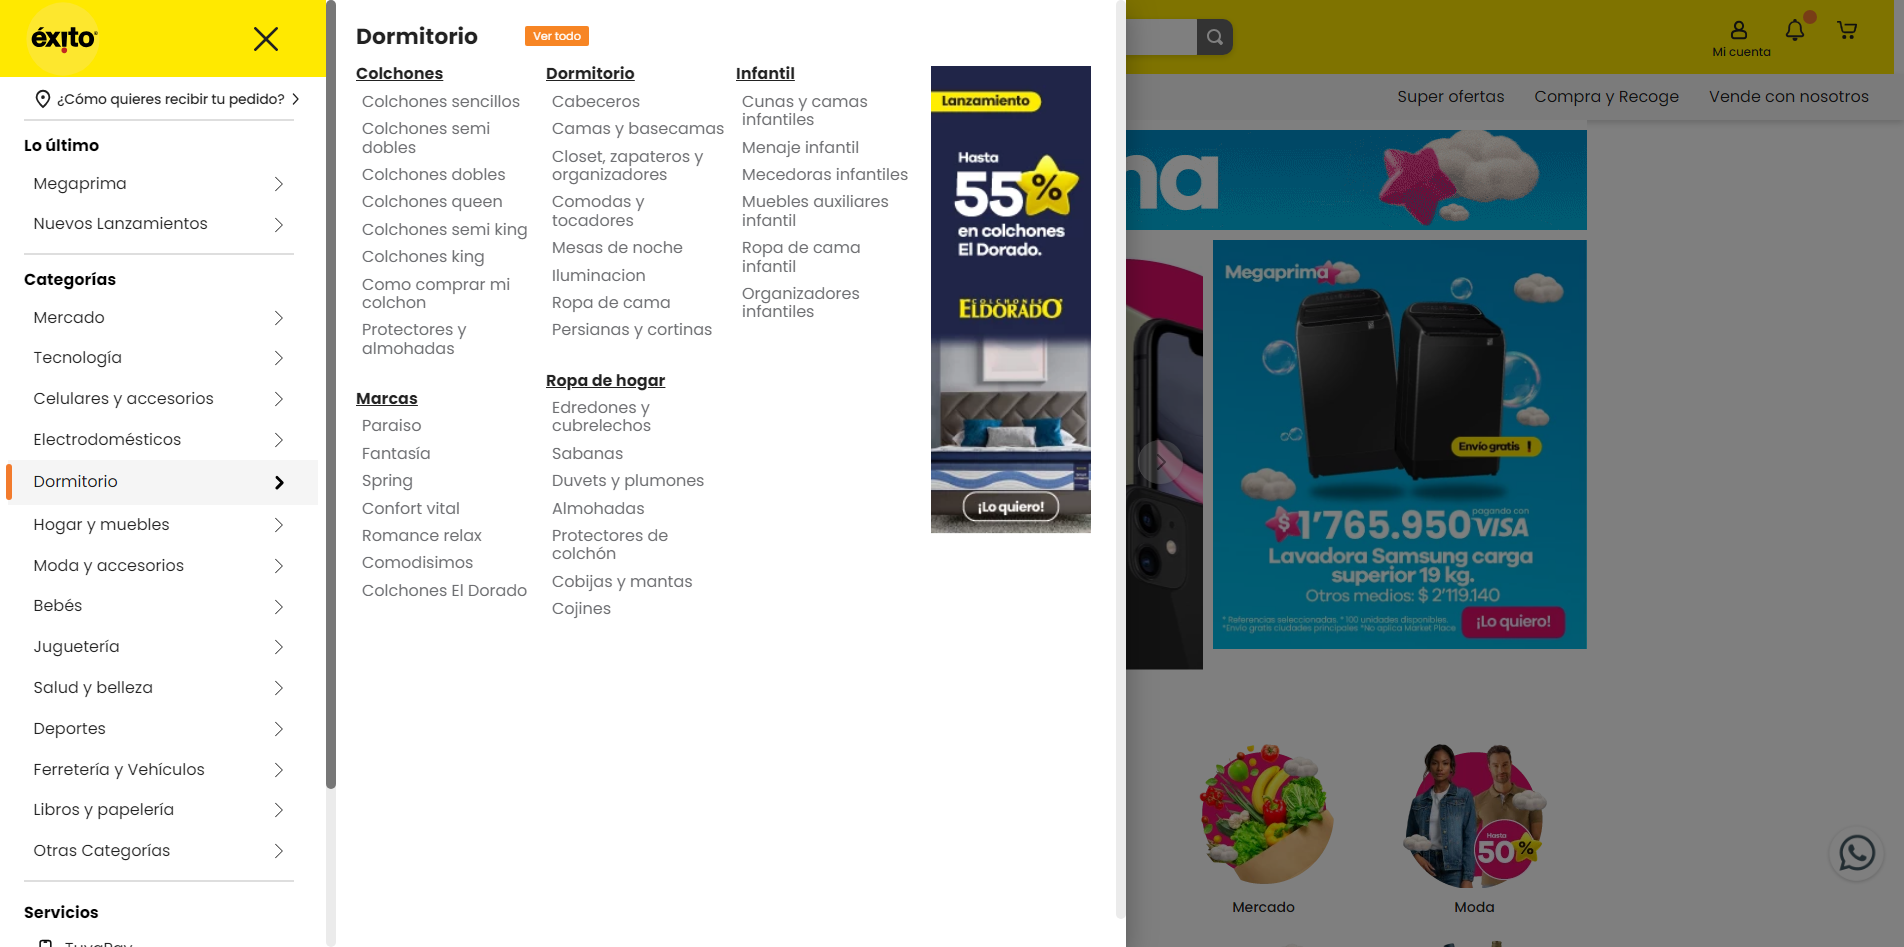 éxito
¿Cómo quieres recibir tu pedido?
Lo último
Megaprima
Nuevos Lanzamientos
Categorías
Mercado
Tecnología
Celulares y accesorios
Electrodomésticos
Dormitorio
Hogar y muebles
Moda y accesorios
Bebés
Juguetería
Salud y belleza
Deportes
Ferretería y Vehículos
Libros y papelería
Otras Categorías
Servicios
TuyaPay
Dormitorio
Ver todo
Colchones
Colchones sencillos
Colchones semi
dobles
Colchones dobles
Colchones queen
Colchones semi king
Colchones king
Como comprar mi
colchon
Protectores y
almohadas
Marcas
Paraiso
Fantasía
Spring
Confort vital
Romance relax
Comodisimos
Colchones El Dorado
Dormitorio
Cabeceros
Camas y basecamas
Closet, zapateros y
organizadores
Comodas y
tocadores
Mesas de noche
Iluminacion
Ropa de cama
Persianas y cortinas
Ropa de hogar
Edredones y
cubrelechos
Sabanas
Duvets y plumones
Almohadas
Protectores de
colchón
Cobijas y mantas
Cojines
Infantil
Cunas y camas
infantiles
Menaje infantil
Mecedoras infantiles
Muebles auxiliares
infantil
Ropa de cama
infantil
Organizadores
infantiles
Lanzamiento
Hasta
55%
en colchones
El Dorado.
COLCHONES
ELDORADO
¡Lo quiero!
Mi cuenta
Super ofertas
Compra y Recoge
Vende con nosotros
na
Megaprima
Envío gratis !
$1'765.950
pagando con
VISA
Lavadora Samsung carga
superior 19 kg.
Otros medios: $ 2'119.140
* Referencias seleccionadas. * 100 unidades disponibles.
*Envío gratis ciudades principales *No aplica Market Place
¡Lo quiero!
Hasta
50%
Mercado
Moda